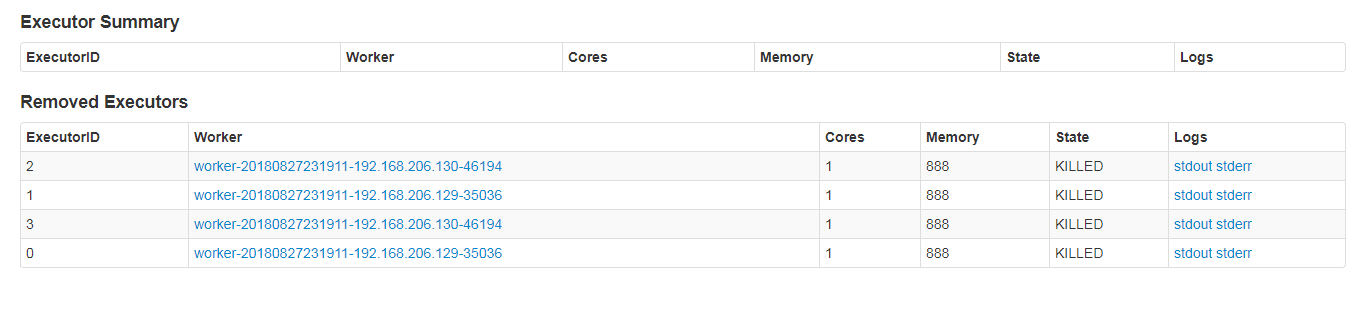 Executor Summary
ExecutorID Worker Cores Memory State Logs
Removed Executors
ExecutorID Worker Cores Memory State Logs
2 worker-20180827231911-192.168.206.130-46194 1 888 KILLED stdout stderr
1 worker-20180827231911-192.168.206.129-35036 1 888 KILLED stdout stderr
3 worker-20180827231911-192.168.206.130-46194 1 888 KILLED stdout stderr
0 worker-20180827231911-192.168.206.129-35036 1 888 KILLED stdout stderr